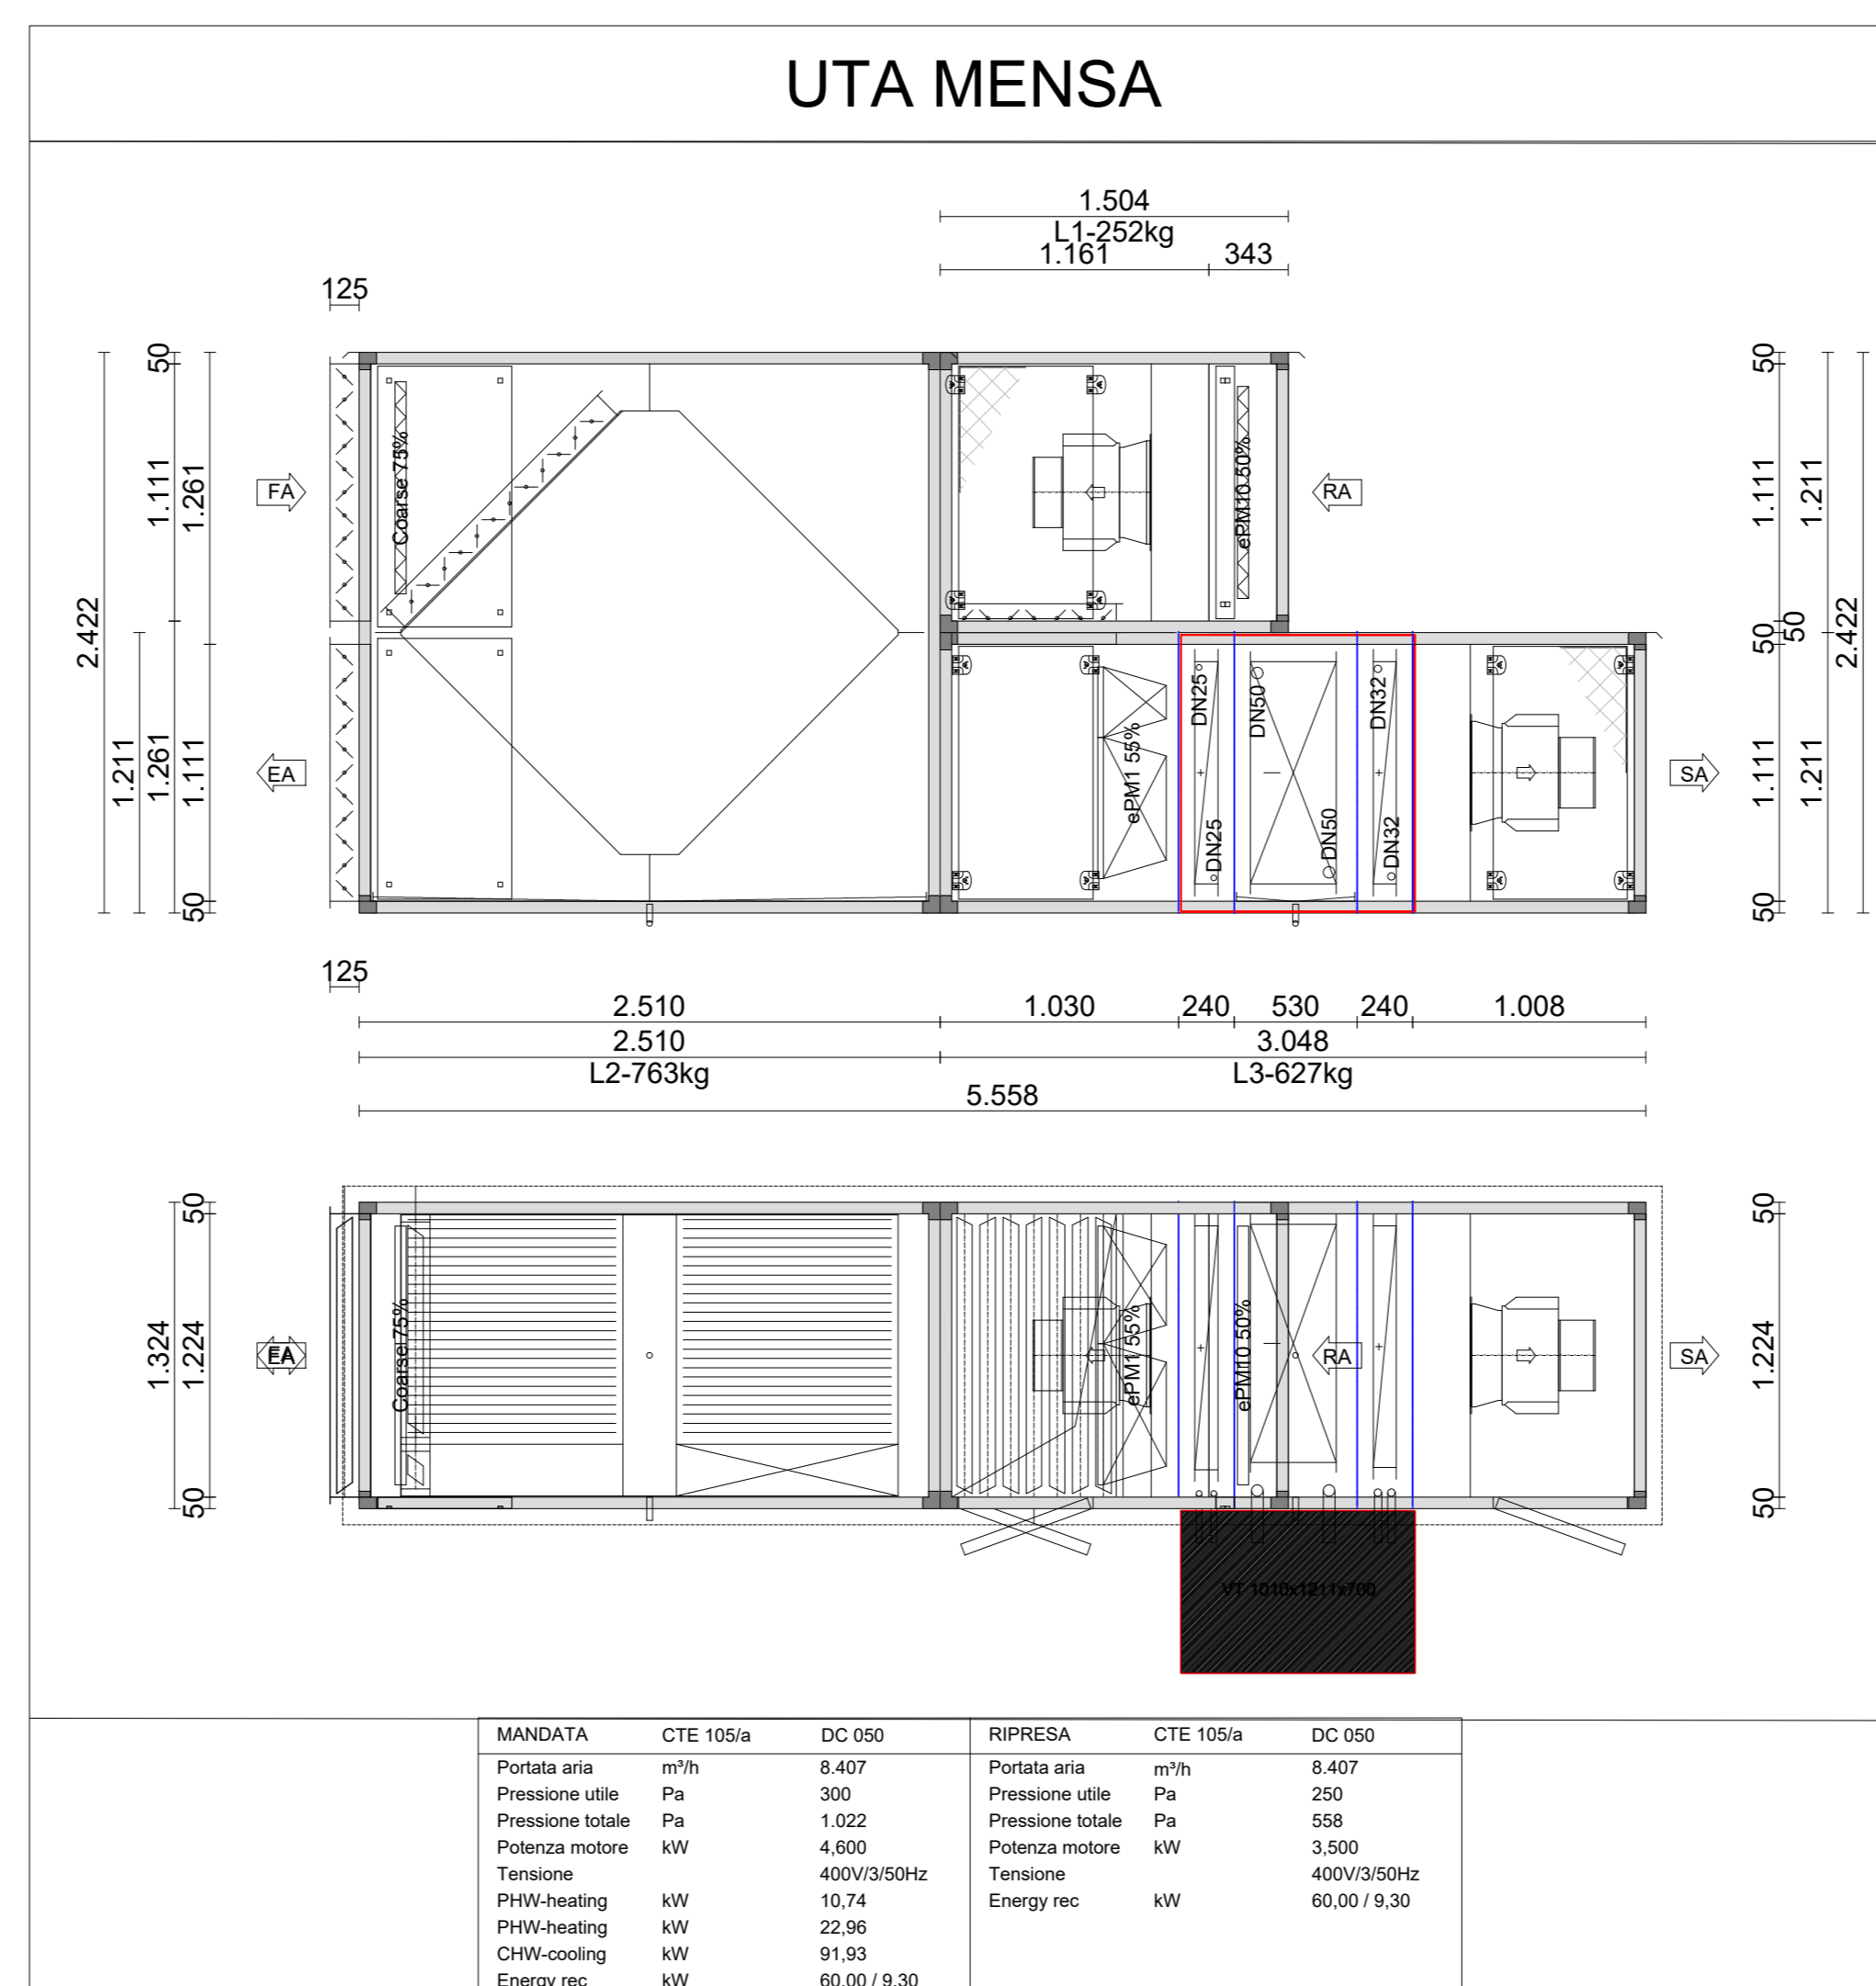 UTA MENSA
1.504
L1-252kg
1.161 343
125
50 50
1.111 1.261 1.111 1.211
FA Coarse 75% ePM10 50% RA
2.422 50 50 50 2.422
1.211 1.261 1.111 1.111 1.211
EA ePM1 55% DN25 DN50 DN32 SA
DN25 DN50 DN32
50 50
125
2.510 1.030 240 530 240 1.008
2.510 3.048
L2-763kg L3-627kg
5.558
50 50
1.324 1.224 EA Coarse 75% ePM1 55% ePM10 50% RA SA 1.224
50 50
VT 1010x1211x700
MANDATA CTE 105/a DC 050 RIPRESA CTE 105/a DC 050
Portata aria m³/h 8.407 Portata aria m³/h 8.407
Pressione utile Pa 300 Pressione utile Pa 250
Pressione totale Pa 1.022 Pressione totale Pa 558
Potenza motore kW 4,600 Potenza motore kW 3,500
Tensione 400V/3/50Hz Tensione 400V/3/50Hz
PHW-heating kW 10,74 Energy rec kW 60,00 / 9,30
PHW-heating kW 22,96
CHW-cooling kW 91,93
Energy rec kW 60,00 / 9,30